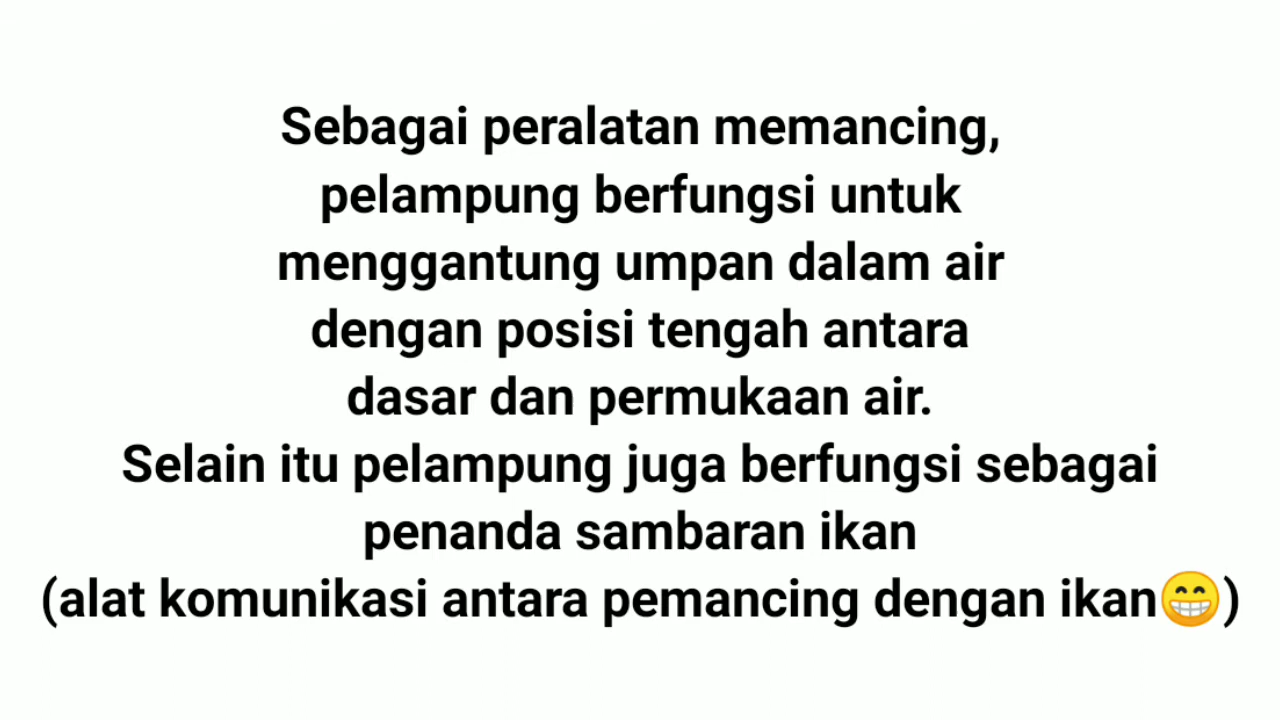 Sebagai peralatan memancing,
pelampung berfungsi untuk
menggantung umpan dalam air
dengan posisi tengah antara
dasar dan permukaan air.
Selain itu pelampung juga berfungsi sebagai
penanda sambaran ikan
(alat komunikasi antara pemancing dengan ikan😁)